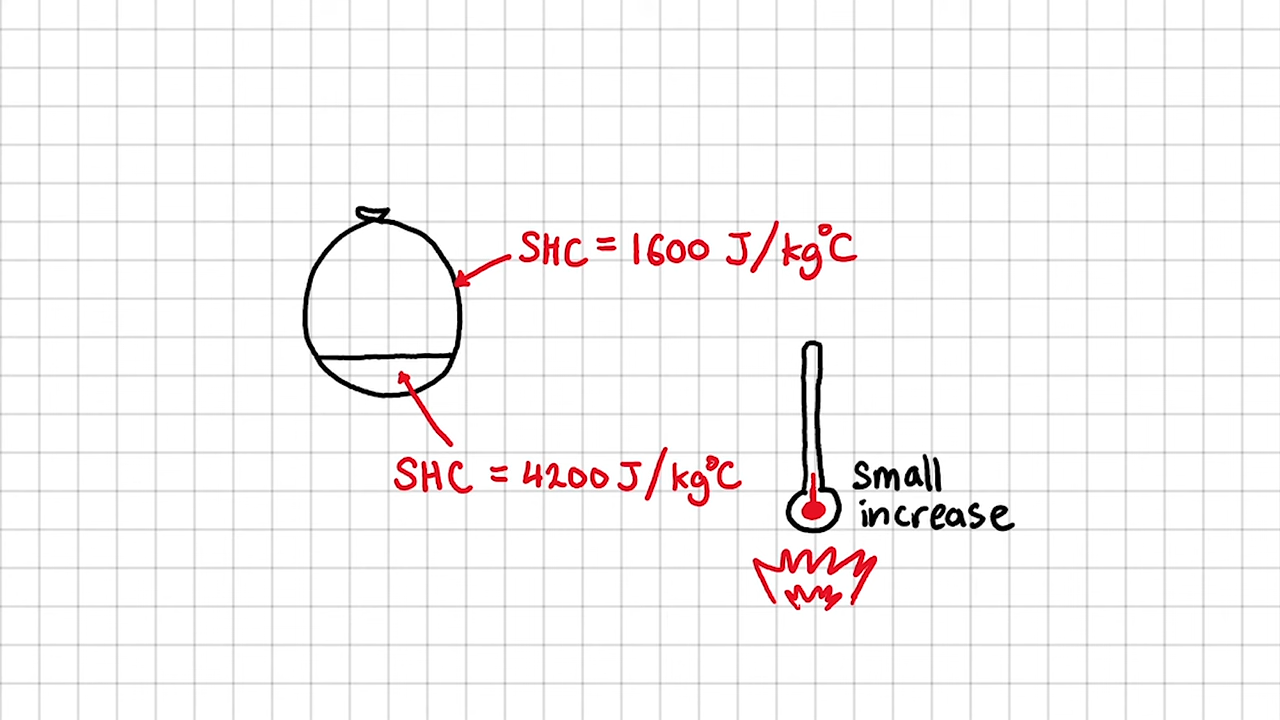 SHC = 1600 J/kg°C
SHC = 4200 J/kg°C
small
increase